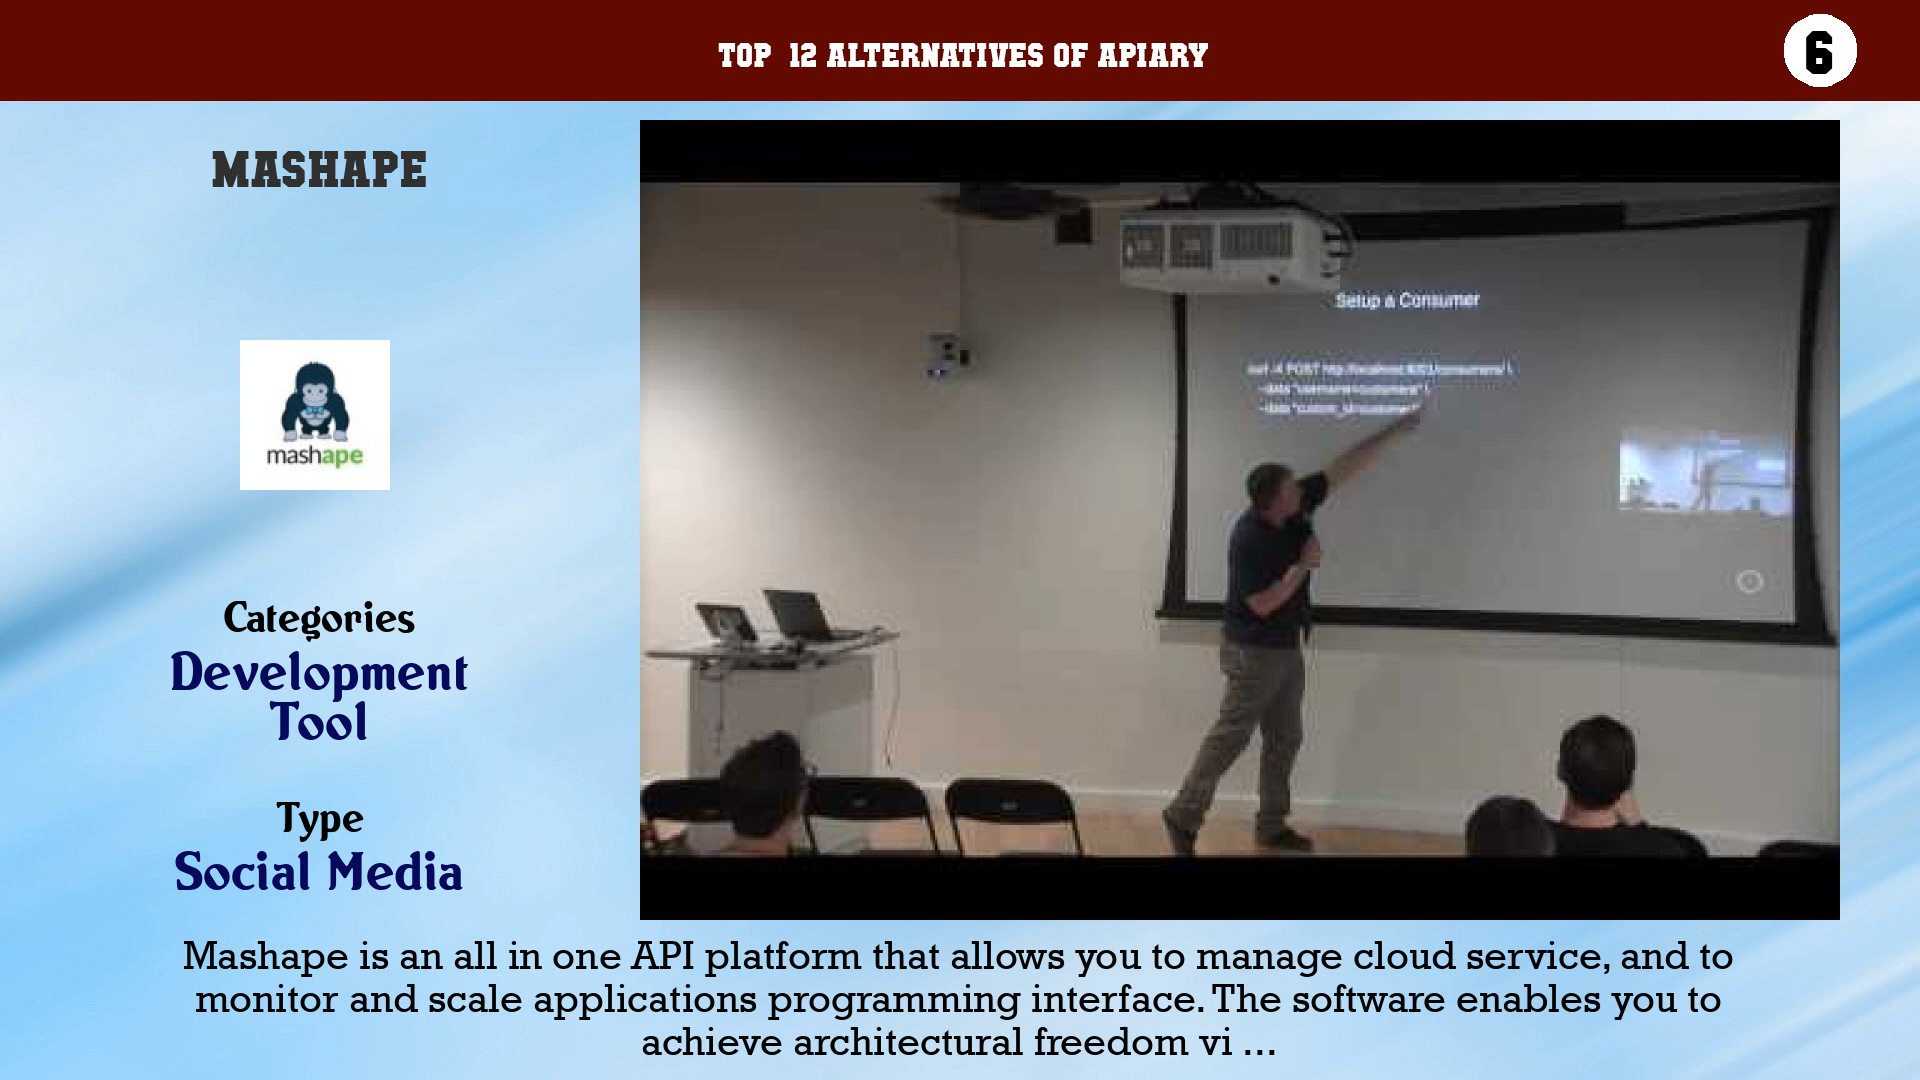 TOP 12 ALTERNATIVES OF APIARY
6
MASHAPE
mashape
Categories
Development
Tool
Type
Social Media
Setup a Consumer
POST
Mashape is an all in one API platform that allows you to manage cloud service, and to
monitor and scale applications programming interface. The software enables you to
achieve architectural freedom vi ...